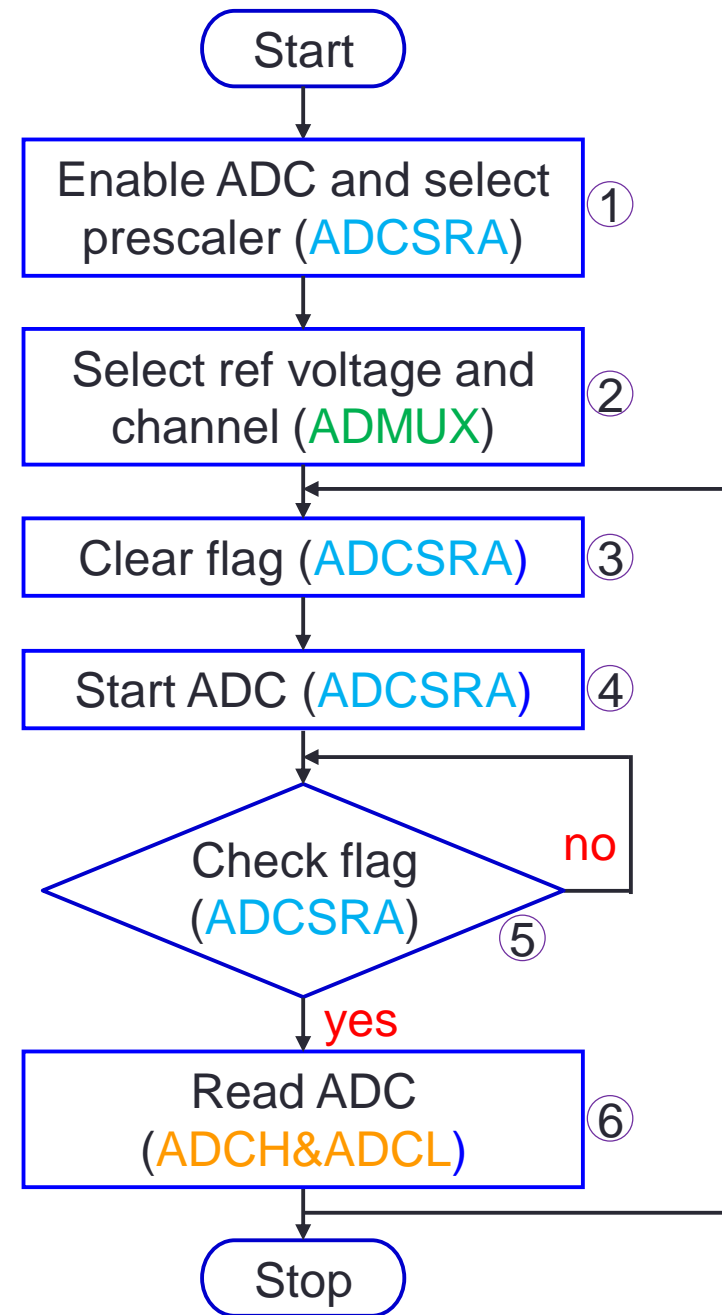 Start
Enable ADC and select
prescaler (ADCSRA)
①
Select ref voltage and
channel (ADMUX)
②
Clear flag (ADCSRA)
③
Start ADC (ADCSRA)
④
Check flag
(ADCSRA)
no
⑤
yes
Read ADC
(ADCH&ADCL)
⑥
Stop